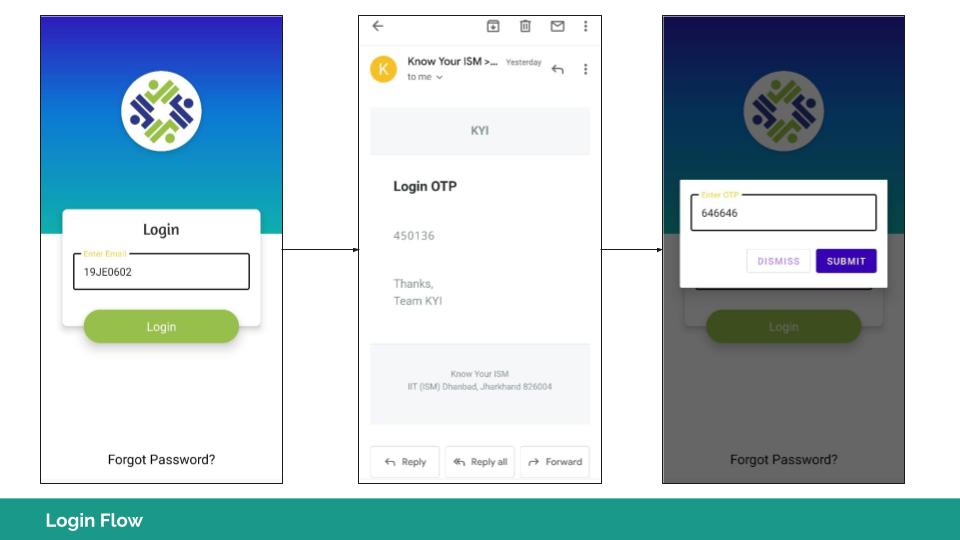 Login
Enter Email
19JE0602
Login
Forgot Password?
K
Know Your ISM >... Yesterday
to me
KYI
Login OTP
450136
Thanks,
Team KYI
Know Your ISM
IIT (ISM) Dhanbad, Jharkhand 826004
Reply Reply all Forward
Enter OTP
646646
DISMISS SUBMIT
Login
Forgot Password?
Login Flow